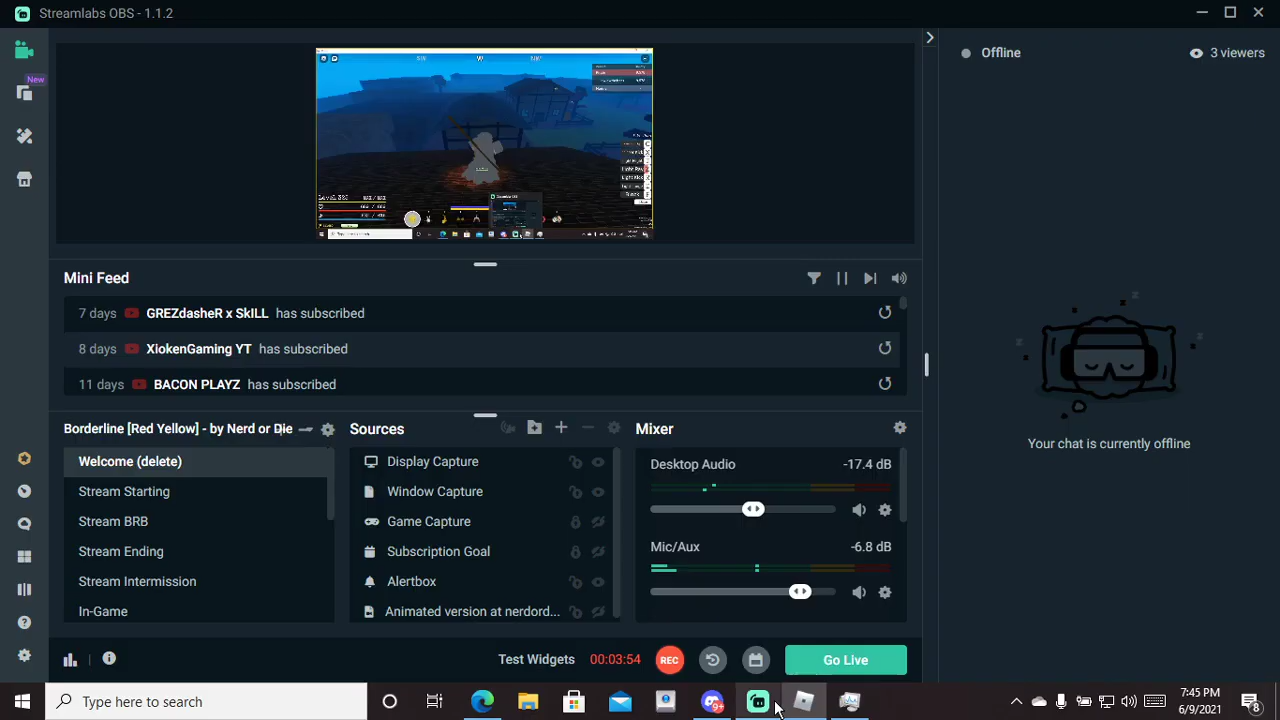 Streamlabs OBS - 1.1.2
Offline
3 viewers
New
Mini Feed
7 days GREZdasheR x SkILL has subscribed
8 days XiokenGaming YT has subscribed
11 days BACON PLAYZ has subscribed
Borderline [Red Yellow] - by Nerd or Die
Welcome (delete)
Stream Starting
Stream BRB
Stream Ending
Stream Intermission
In-Game
Sources
Display Capture
Window Capture
Game Capture
Subscription Goal
Alertbox
Animated version at nerdord...
Mixer
Desktop Audio -17.4 dB
Mic/Aux -6.8 dB
Your chat is currently offline
Test Widgets 00:03:54 REC Go Live
Type here to search
9+
7:45 PM
6/9/2021
8